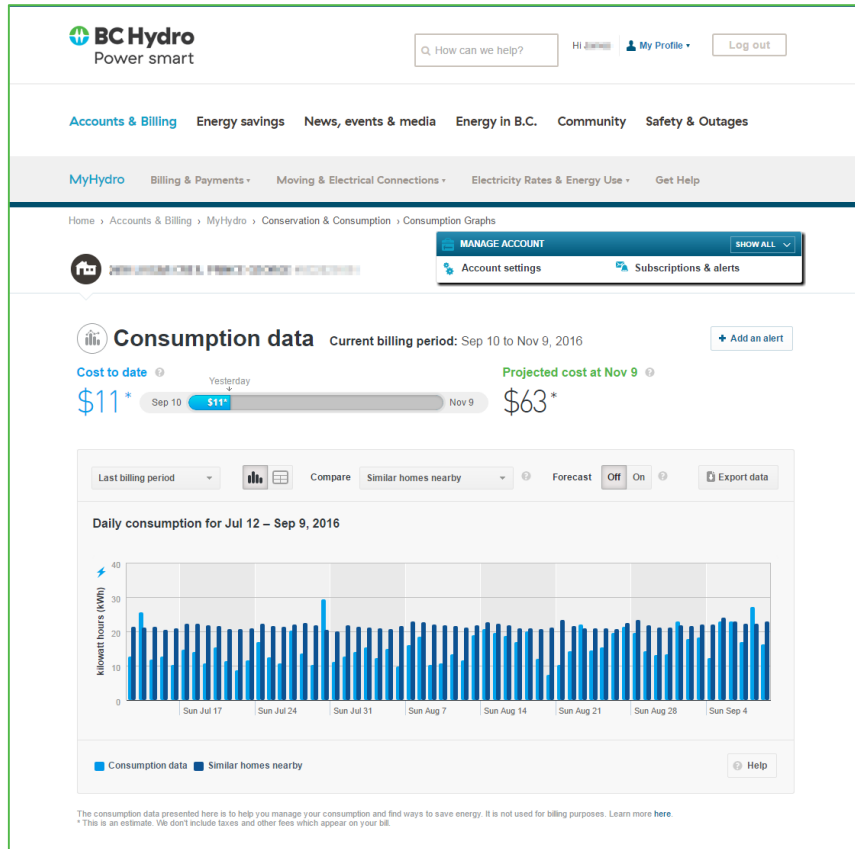 BC Hydro
Power smart
How can we help?
Hi
My Profile
Log out
Accounts & Billing Energy savings News, events & media Energy in B.C. Community Safety & Outages
MyHydro Billing & Payments Moving & Electrical Connections Electricity Rates & Energy Use Get Help
Home › Accounts & Billing › MyHydro › Conservation & Consumption › Consumption Graphs
MANAGE ACCOUNT SHOW ALL
Account settings Subscriptions & alerts
Consumption data Current billing period: Sep 10 to Nov 9, 2016 + Add an alert
Cost to date ? Projected cost at Nov 9 ?
Yesterday
$11* Sep 10 $11* Nov 9 $63*
Last billing period Compare Similar homes nearby ? Forecast Off On ? Export data
Daily consumption for Jul 12 – Sep 9, 2016
kilowatt hours (kWh)
40
30
20
10
0
Sun Jul 17 Sun Jul 24 Sun Jul 31 Sun Aug 7 Sun Aug 14 Sun Aug 21 Sun Aug 28 Sun Sep 4
Consumption data Similar homes nearby ? Help
The consumption data presented here is to help you manage your consumption and find ways to save energy. It is not used for billing purposes. Learn more here.
* This is an estimate. We don't include taxes and other fees which appear on your bill.